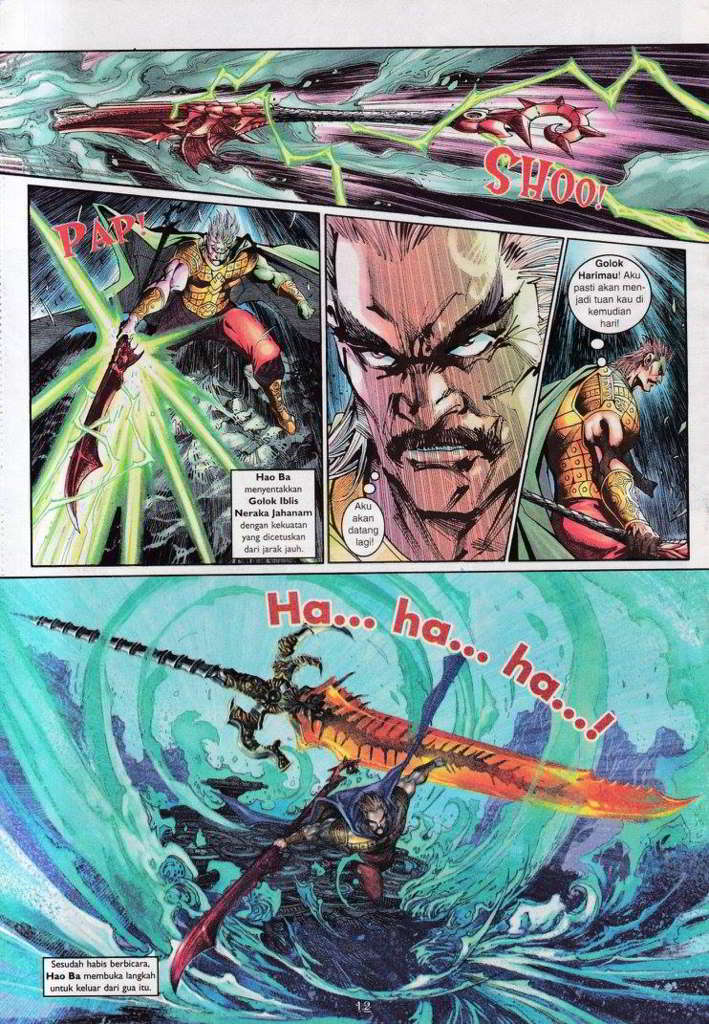 SHOO!
PAP!
Hao Ba
menyentakkan
Golok Iblis
Neraka Jahanam
dengan kekuatan
yang dicetuskan
dari jarak jauh.
Aku
akan
datang
lagi!
Golok
Harimau! Aku
pasti akan men-
jadi tuan kau di
kemudian
hari!
Ha... ha... ha...!
Sesudah habis berbicara,
Hao Ba membuka langkah
untuk keluar dari gua itu.
12